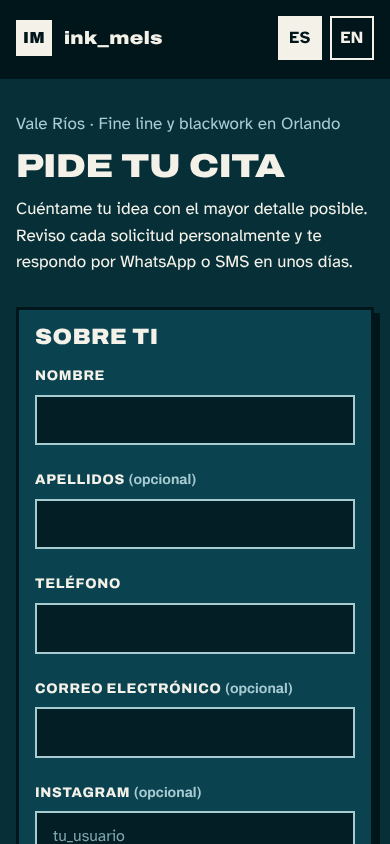 IM ink_mels ES EN
Vale Ríos · Fine line y blackwork en Orlando
PIDE TU CITA
Cuéntame tu idea con el mayor detalle posible.
Reviso cada solicitud personalmente y te
respondo por WhatsApp o SMS en unos días.
SOBRE TI
NOMBRE
APELLIDOS (opcional)
TELÉFONO
CORREO ELECTRÓNICO (opcional)
INSTAGRAM (opcional)
tu_usuario